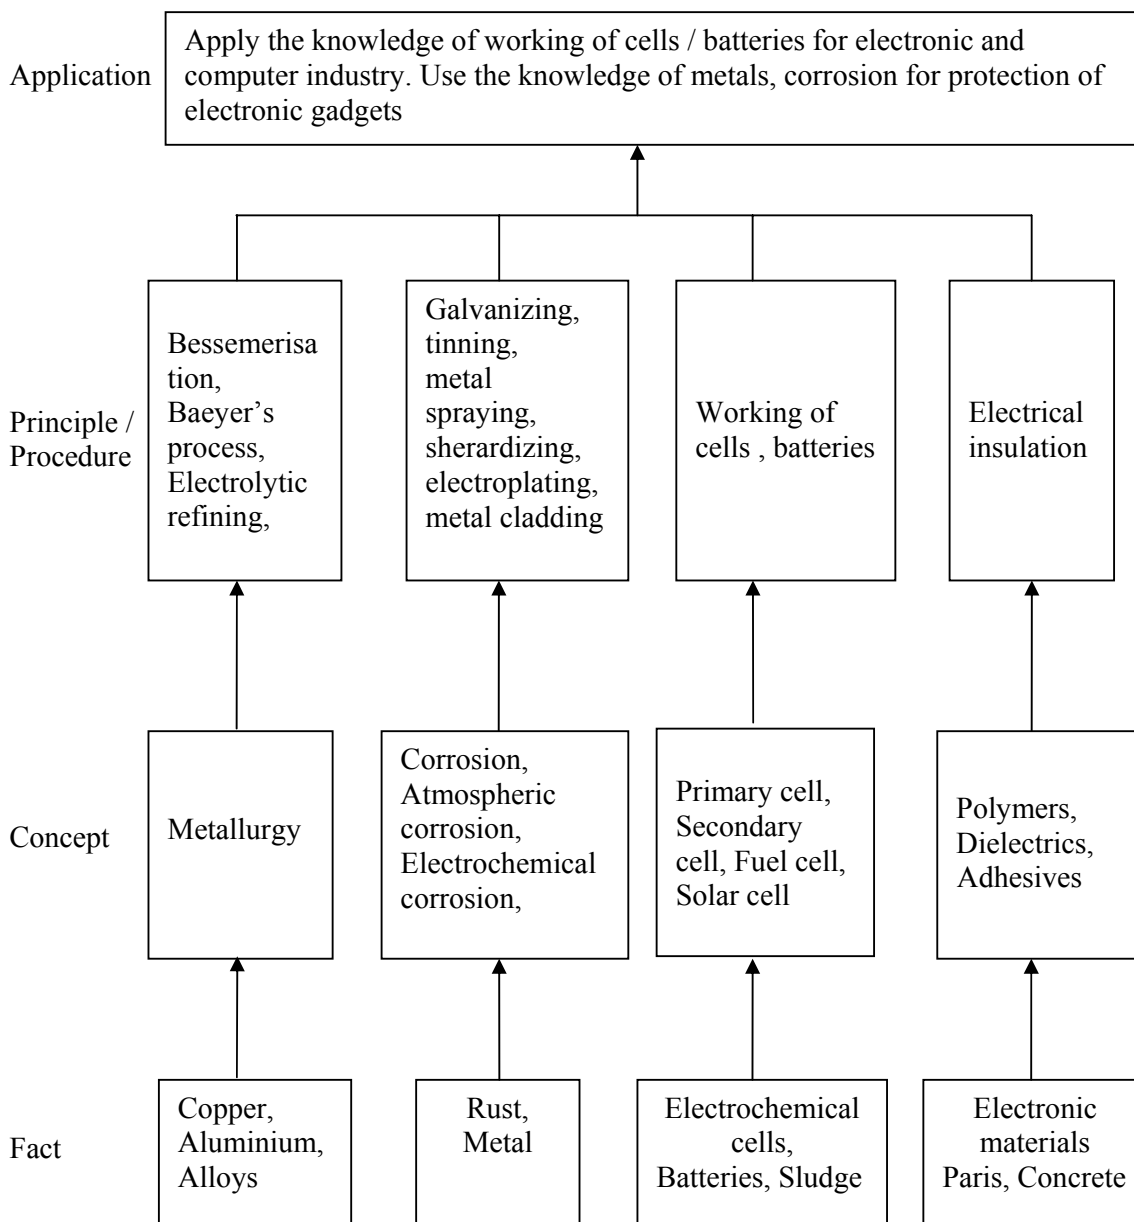 Application
Apply the knowledge of working of cells / batteries for electronic and
computer industry. Use the knowledge of metals, corrosion for protection of
electronic gadgets
Principle /
Procedure
Bessemerisa
tion,
Baeyer’s
process,
Electrolytic
refining,
Galvanizing,
tinning,
metal
spraying,
sherardizing,
electroplating,
metal cladding
Working of
cells , batteries
Electrical
insulation
Concept
Metallurgy
Corrosion,
Atmospheric
corrosion,
Electrochemical
corrosion,
Primary cell,
Secondary
cell, Fuel cell,
Solar cell
Polymers,
Dielectrics,
Adhesives
Fact
Copper,
Aluminium,
Alloys
Rust,
Metal
Electrochemical
cells,
Batteries, Sludge
Electronic
materials
Paris, Concrete